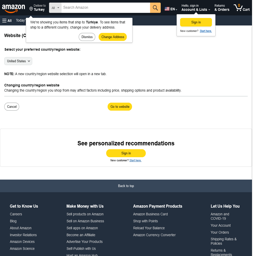 amazon
Deliver to
Turkiye
All
Search Amazon
EN
Hello, sign in
Account & Lists
Returns
& Orders
Cart
All
We're showing you items that ship to Turkiye. To see items that
ship to a different country, change your delivery address.
Dismiss
Change Address
Sign in
New customer? Start here.
Website (C
Select your preferred country/region website:
United States
NOTE: A new country/region website selection will open in a new tab.
Changing country/region website
Changing the country/region you shop from may affect factors including price, shipping options and product availability.
Cancel
Go to website
See personalized recommendations
Sign in
New customer? Start here.
Back to top
Get to Know Us
Careers
Blog
About Amazon
Investor Relations
Amazon Devices
Amazon Science
Make Money with Us
Sell products on Amazon
Sell on Amazon Business
Sell apps on Amazon
Become an Affiliate
Advertise Your Products
Self-Publish with Us
Amazon Payment Products
Amazon Business Card
Shop with Points
Reload Your Balance
Amazon Currency Converter
Let Us Help You
Amazon and
COVID-19
Your Account
Your Orders
Shipping Rates &
Policies
Returns &
Replacements